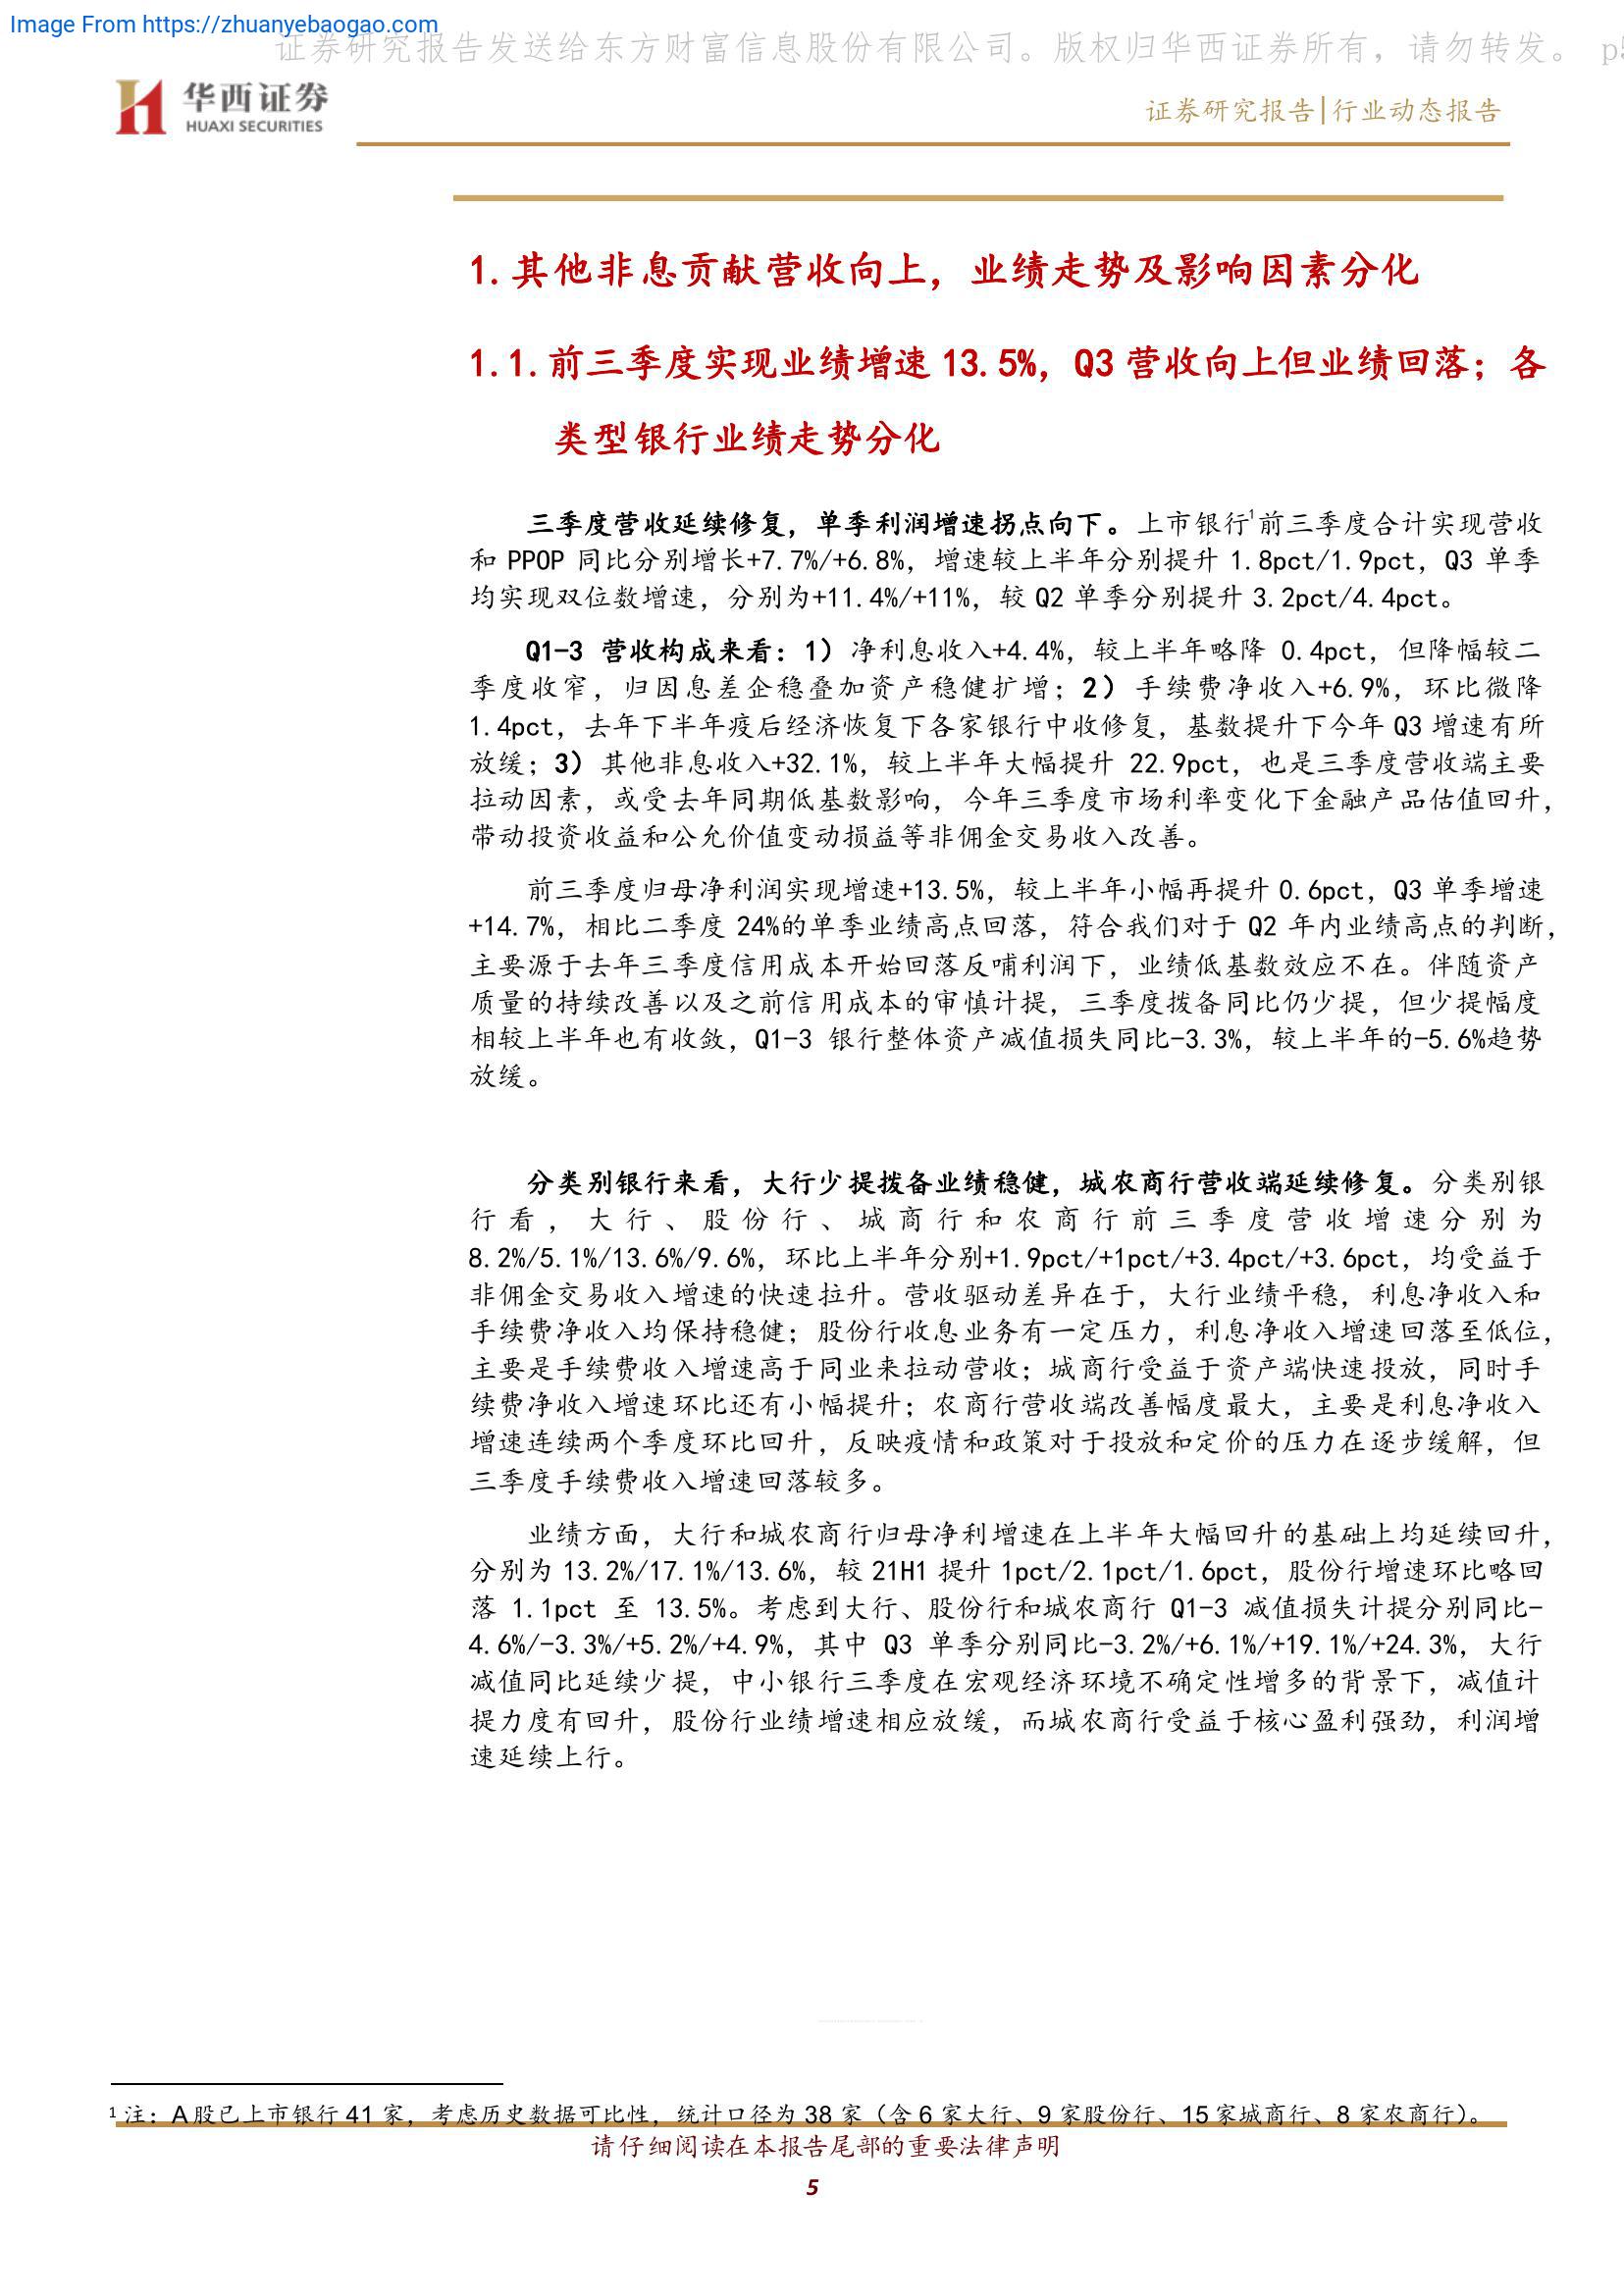 Image From https://zhuanyebaogao.com
证券研究报告发送给东方财富信息股份有限公司。版权归华西证券所有，请勿转发。 p5
华西证券
HUAXI SECURITIES
证券研究报告|行业动态报告
1.其他非息贡献营收向上，业绩走势及影响因素分化
1.1.前三季度实现业绩增速 13.5%，Q3 营收向上但业绩回落；各
类型银行业绩走势分化
三季度营收延续修复，单季利润增速拐点向下。上市银行1前三季度合计实现营收
和 PPOP 同比分别增长+7.7%/+6.8%，增速较上半年分别提升 1.8pct/1.9pct，Q3 单季
均实现双位数增速，分别为+11.4%/+11%，较 Q2 单季分别提升 3.2pct/4.4pct。
Q1-3 营收构成来看：1）净利息收入+4.4%，较上半年略降 0.4pct，但降幅较二
季度收窄，归因息差企稳叠加资产稳健扩增；2）手续费净收入+6.9%，环比微降
1.4pct，去年下半年疫后经济恢复下各家银行中收修复，基数提升下今年 Q3 增速有所
放缓；3）其他非息收入+32.1%，较上半年大幅提升 22.9pct，也是三季度营收端主要
拉动因素，或受去年同期低基数影响，今年三季度市场利率变化下金融产品估值回升，
带动投资收益和公允价值变动损益等非佣金交易收入改善。
前三季度归母净利润实现增速+13.5%，较上半年小幅再提升 0.6pct，Q3 单季增速
+14.7%，相比二季度 24%的单季业绩高点回落，符合我们对于 Q2 年内业绩高点的判断，
主要源于去年三季度信用成本开始回落反哺利润下，业绩低基数效应不在。伴随资产
质量的持续改善以及之前信用成本的审慎计提，三季度拨备同比仍少提，但少提幅度
相较上半年也有收敛，Q1-3 银行整体资产减值损失同比-3.3%，较上半年的-5.6%趋势
放缓。
分类别银行来看，大行少提拨备业绩稳健，城农商行营收端延续修复。分类别银
行看，大行、股份行、城商行和农商行前三季度营收增速分别为
8.2%/5.1%/13.6%/9.6%，环比上半年分别+1.9pct/+1pct/+3.4pct/+3.6pct，均受益于
非佣金交易收入增速的快速拉升。营收驱动差异在于，大行业绩平稳，利息净收入和
手续费净收入均保持稳健；股份行收息业务有一定压力，利息净收入增速回落至低位，
主要是手续费收入增速高于同业来拉动营收；城商行受益于资产端快速投放，同时手
续费净收入增速环比还有小幅提升；农商行营收端改善幅度最大，主要是利息净收入
增速连续两个季度环比回升，反映疫情和政策对于投放和定价的压力在逐步缓解，但
三季度手续费收入增速回落较多。
业绩方面，大行和城农商行归母净利增速在上半年大幅回升的基础上均延续回升，
分别为 13.2%/17.1%/13.6%，较 21H1 提升 1pct/2.1pct/1.6pct，股份行增速环比略回
落 1.1pct 至 13.5%。考虑到大行、股份行和城农商行 Q1-3 减值损失计提分别同比-
4.6%/-3.3%/+5.2%/+4.9%，其中 Q3 单季分别同比-3.2%/+6.1%/+19.1%/+24.3%，大行
减值同比延续少提，中小银行三季度在宏观经济环境不确定性增多的背景下，减值计
提力度有回升，股份行业绩增速相应放缓，而城农商行受益于核心盈利强劲，利润增
速延续上行。
1 注：A股已上市银行 41 家，考虑历史数据可比性，统计口径为 38 家（含 6 家大行、9 家股份行、15 家城商行、8 家农商行）。
请仔细阅读在本报告尾部的重要法律声明
5